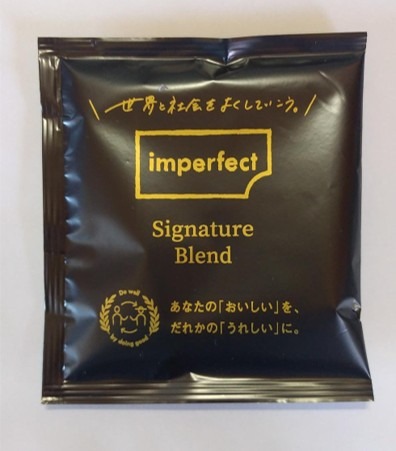 \ 世界と社会をよくしていこう。 /
imperfect
Signature
Blend
Do well
by doing good
あなたの「おいしい」を、
だれかの「うれしい」に。